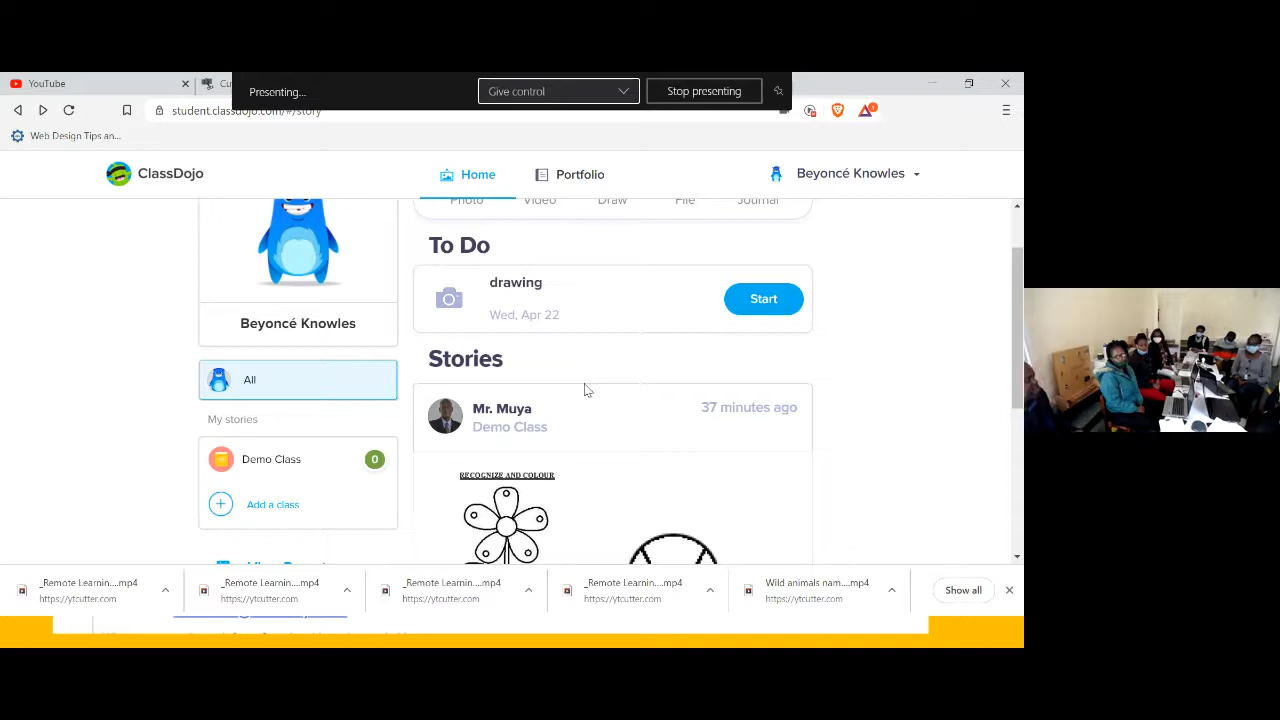 YouTube
Cu
Presenting...
Give control
Stop presenting
student.classdojo.com/#/story
1
Web Design Tips an...
ClassDojo
Home
Portfolio
Beyoncé Knowles
Photo
Video
Draw
File
Journal
To Do
drawing
Wed, Apr 22
Start
Beyoncé Knowles
All
My stories
Demo Class
0
Add a class
Stories
Mr. Muya
Demo Class
37 minutes ago
RECOGNIZE AND COLOUR
_Remote Learnin....mp4
https://ytcutter.com
_Remote Learnin....mp4
https://ytcutter.com
_Remote Learnin....mp4
https://ytcutter.com
_Remote Learnin....mp4
https://ytcutter.com
Wild animals nam....mp4
https://ytcutter.com
Show all